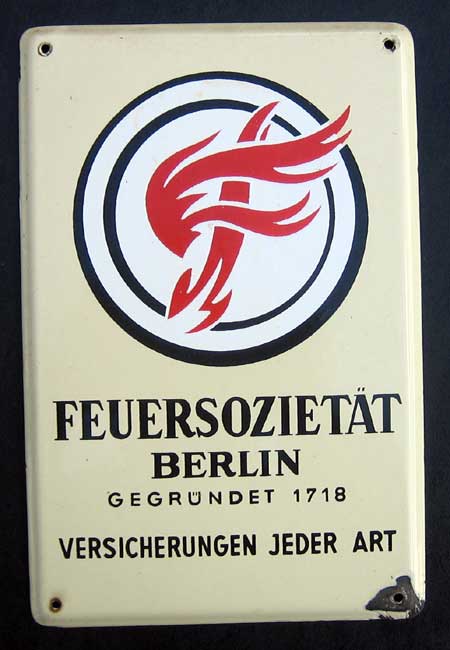 FEUERSOZIETÄT
BERLIN
GEGRÜNDET 1718
VERSICHERUNGEN JEDER ART